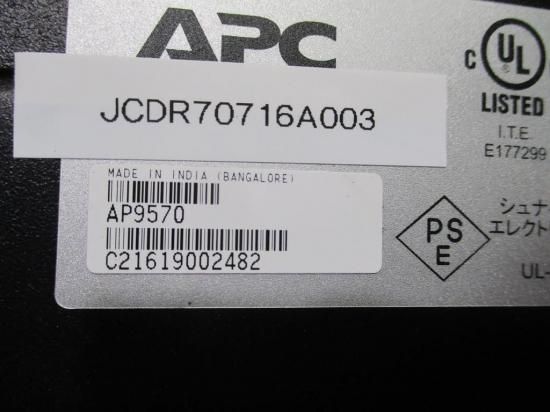 APC
JCDR70716A003
C UL
®
LISTED
I.T.E.
E177299
MADE IN INDIA (BANGALORE)
AP9570
C21619002482
PS
E
シュナ
エレクト
UL-